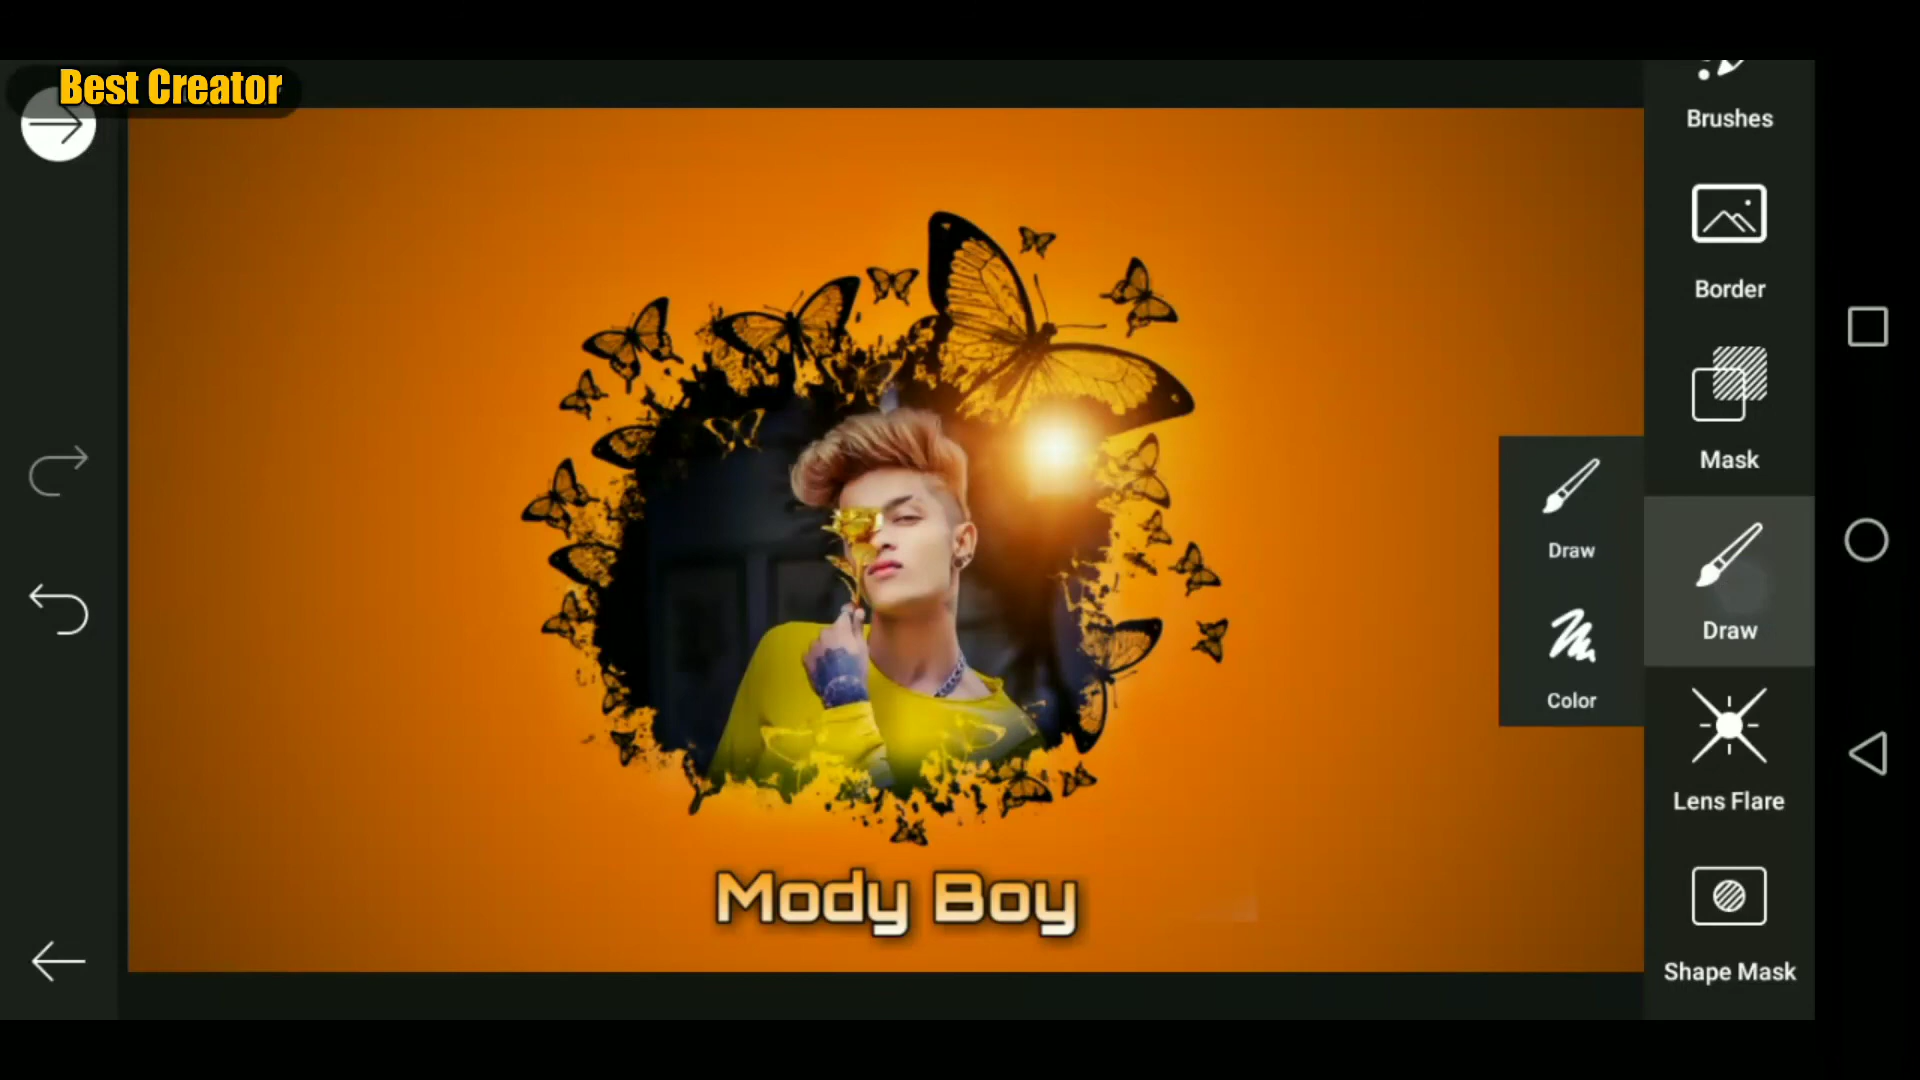 Best Creator
Brushes
Border
Mask
Draw
Draw
Color
Lens Flare
Shape Mask
Mody Boy